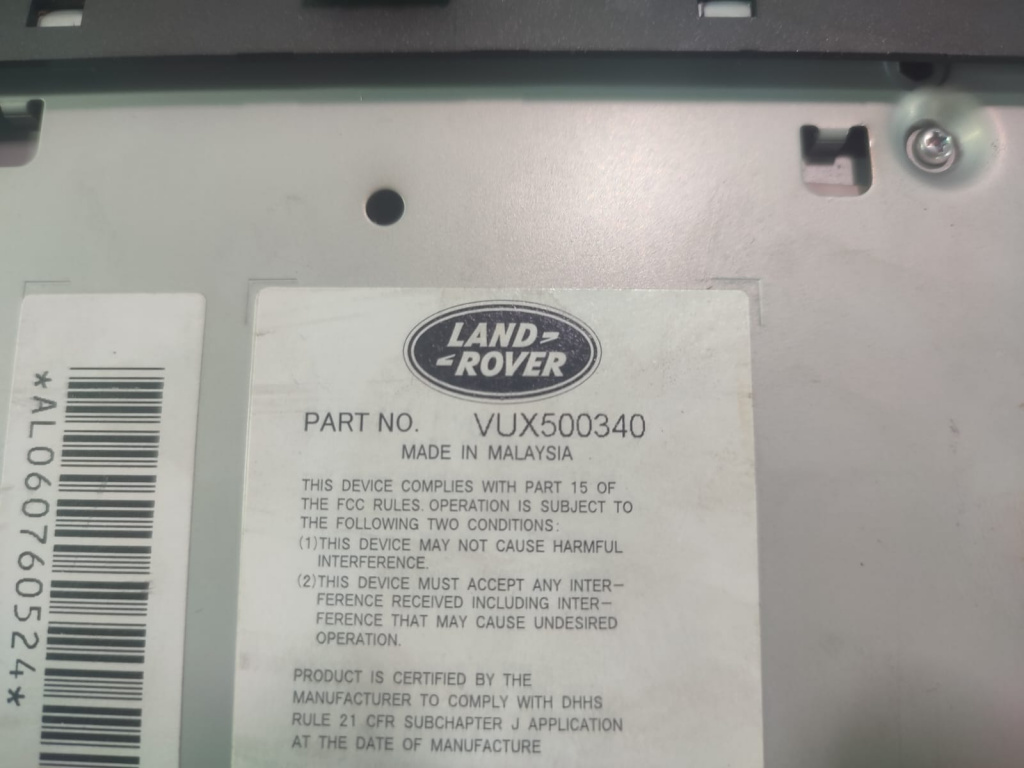 *AL060760524*
LAND
ROVER
PART NO. VUX500340
MADE IN MALAYSIA
THIS DEVICE COMPLIES WITH PART 15 OF
THE FCC RULES. OPERATION IS SUBJECT TO
THE FOLLOWING TWO CONDITIONS:
(1)THIS DEVICE MAY NOT CAUSE HARMFUL
INTERFERENCE.
(2)THIS DEVICE MUST ACCEPT ANY INTER-
FERENCE RECEIVED INCLUDING INTER-
FERENCE THAT MAY CAUSE UNDESIRED
OPERATION.
PRODUCT IS CERTIFIED BY THE
MANUFACTURER TO COMPLY WITH DHHS
RULE 21 CFR SUBCHAPTER J APPLICATION
AT THE DATE OF MANUFACTURE